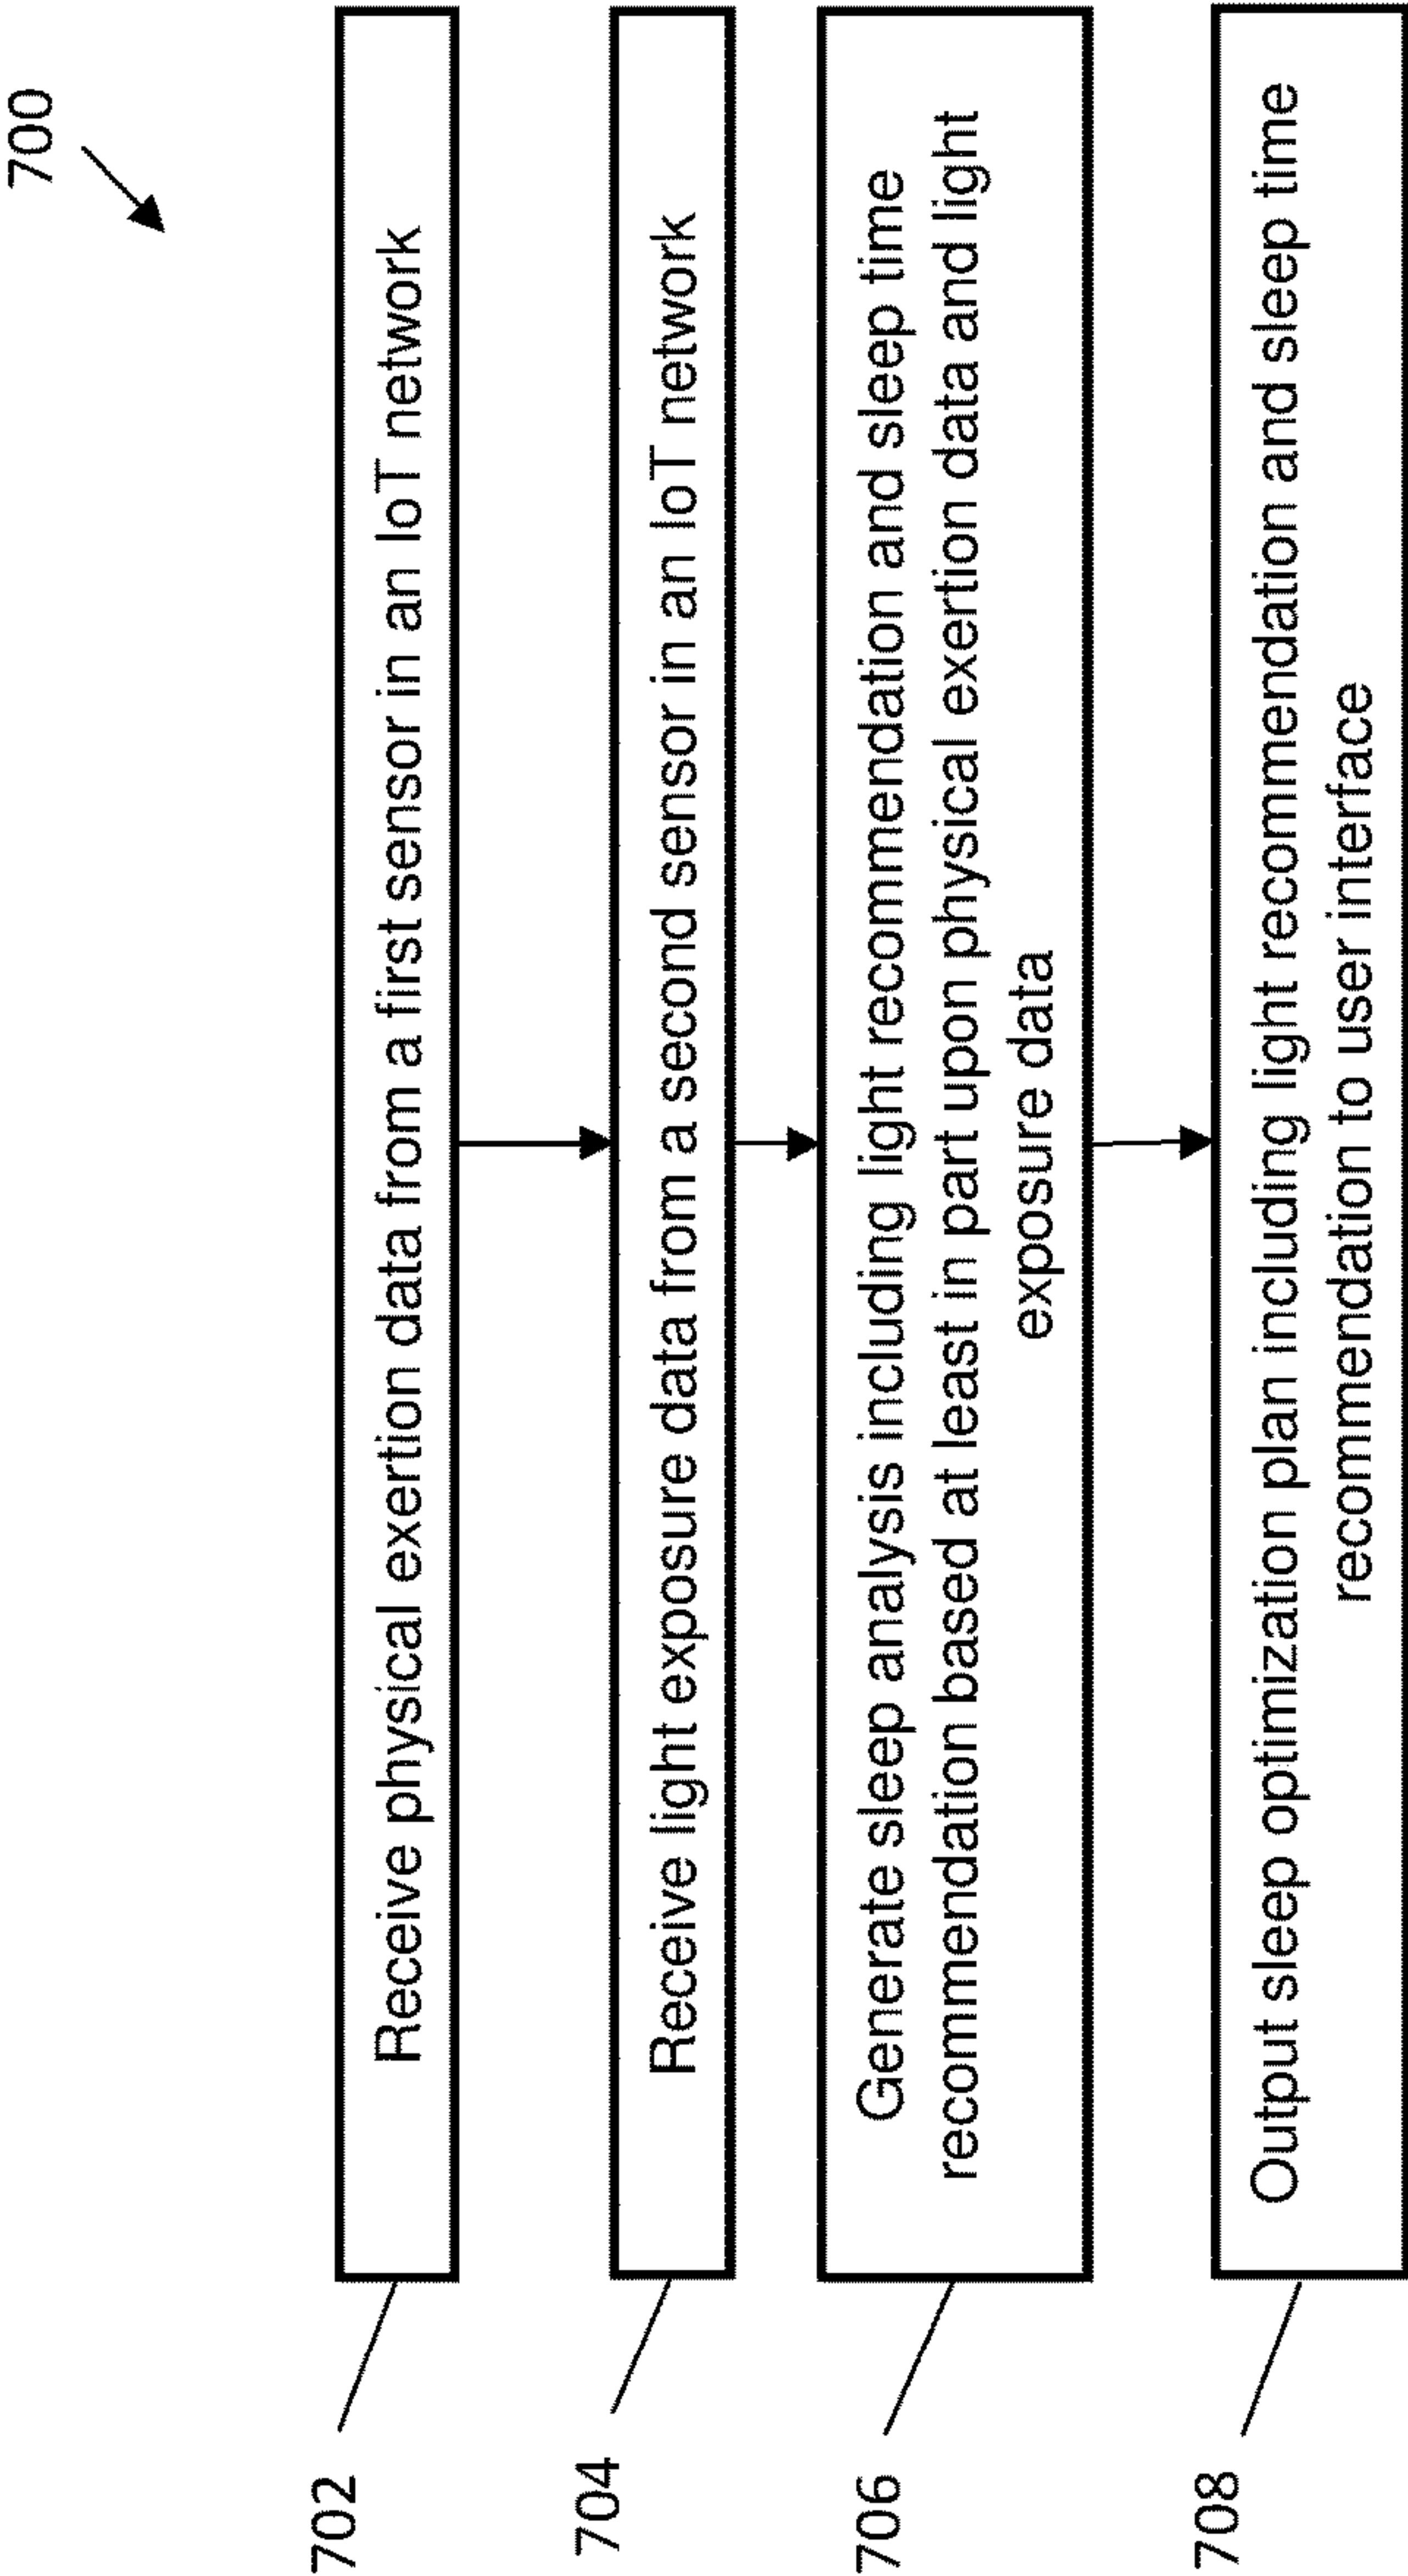 700
702
Receive physical exertion data from a first sensor in an IoT network
704
Receive light exposure data from a second sensor in an IoT network
706
Generate sleep analysis including light recommendation and sleep time
recommendation based at least in part upon physical exertion data and light
exposure data
708
Output sleep optimization plan including light recommendation and sleep time
recommendation to user interface